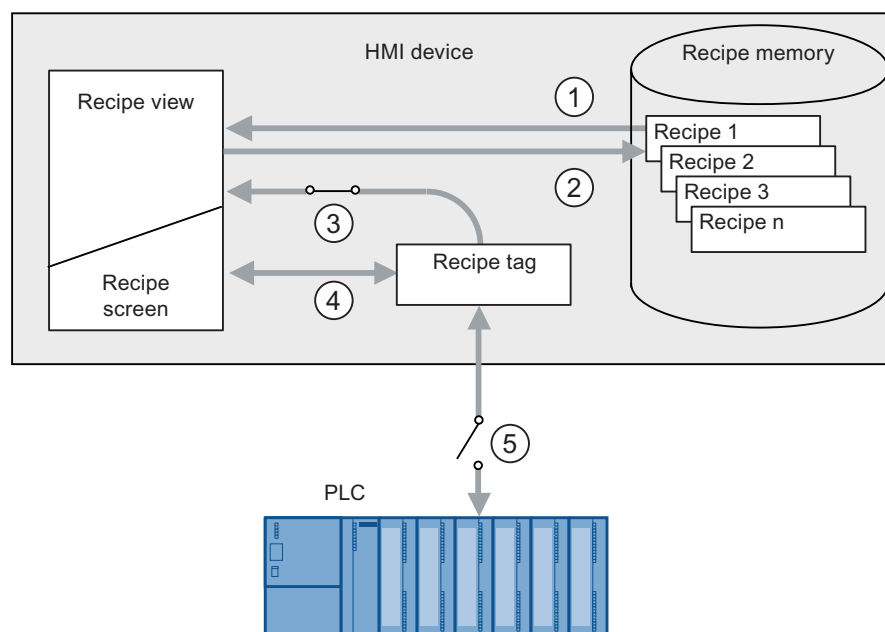 HMI device
Recipe memory
Recipe view
1
Recipe 1
Recipe 2
2
Recipe 3
3
Recipe n
Recipe tag
Recipe
screen
4
5
PLC